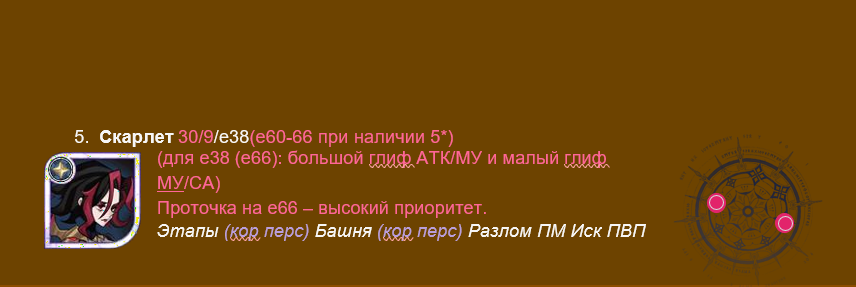 5. Скарлет 30/9/е38(е60-66 при наличии 5*)
(для е38 (е66): большой глиф АТК/МУ и малый глиф
МУ/СА)
Проточка на е66 – высокий приоритет.
Этапы (кор перс) Башня (кор перс) Разлом ПМ Иск ПВП